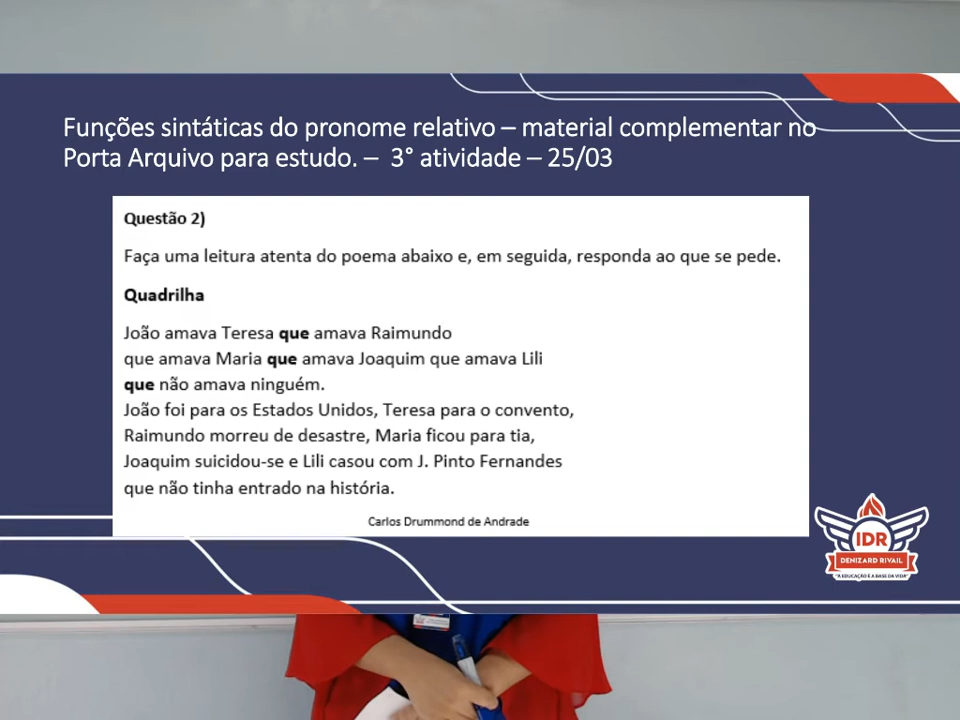 Funções sintáticas do pronome relativo – material complementar no
Porta Arquivo para estudo. – 3° atividade – 25/03
Questão 2)
Faça uma leitura atenta do poema abaixo e, em seguida, responda ao que se pede.
Quadrilha
João amava Teresa que amava Raimundo
que amava Maria que amava Joaquim que amava Lili
que não amava ninguém.
João foi para os Estados Unidos, Teresa para o convento,
Raimundo morreu de desastre, Maria ficou para tia,
Joaquim suicidou-se e Lili casou com J. Pinto Fernandes
que não tinha entrado na história.
Carlos Drummond de Andrade
IDR
DENIZARD RIVAIL
"A EDUCAÇÃO É A BASE DA VIDA"